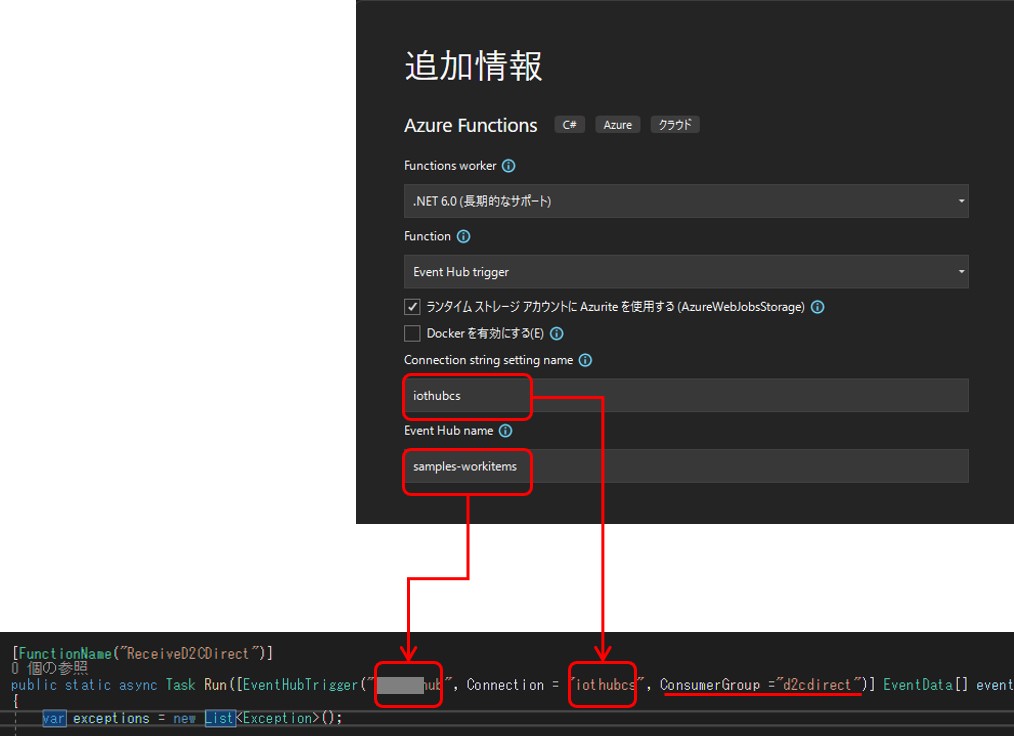 追加情報
Azure Functions C# Azure クラウド
Functions worker
.NET 6.0 (長期的なサポート)
Function
Event Hub trigger
ランタイム ストレージ アカウントに Azurite を使用する (AzureWebJobsStorage)
Docker を有効にする(E)
Connection string setting name
iothubcs
Event Hub name
samples-workitems
[FunctionName("ReceiveD2CDirect")]
0 個の参照
public static async Task Run([EventHubTrigger("hub", Connection = "iothubcs", ConsumerGroup ="d2cdirect")] EventData[] event
{
var exceptions = new List<Exception>();